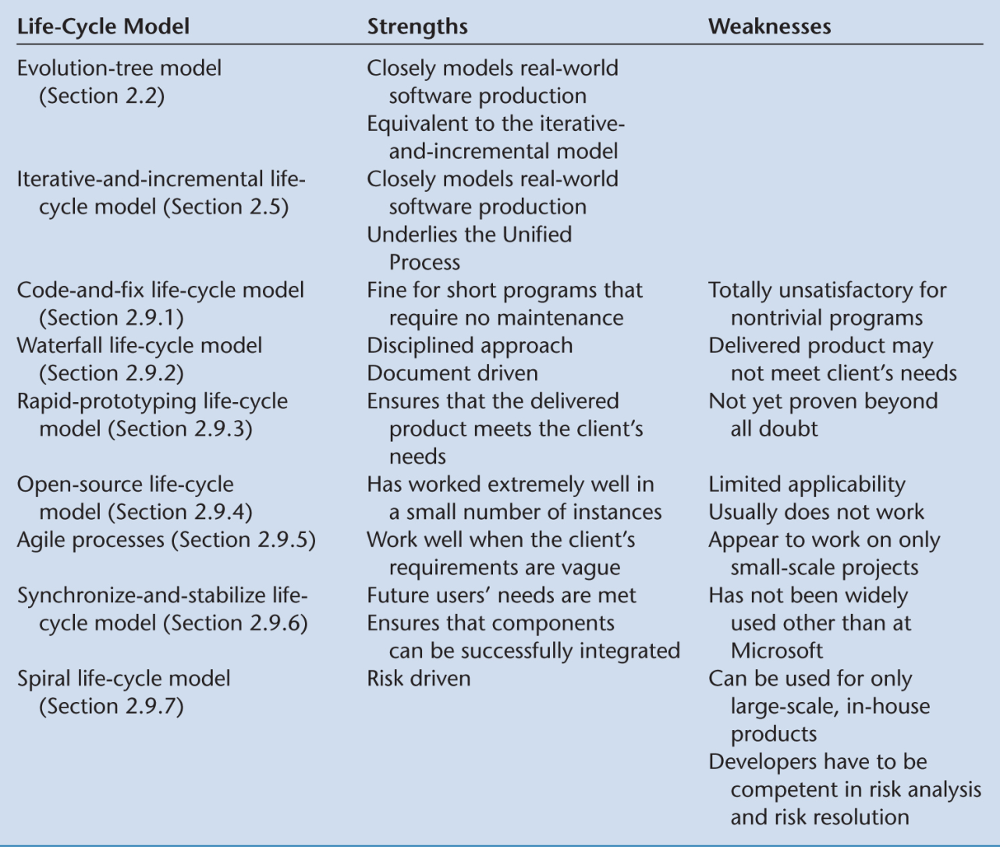 Life-Cycle Model Strengths Weaknesses
Evolution-tree model Closely models real-world
(Section 2.2) software production
Equivalent to the iterative-
and-incremental model
Iterative-and-incremental life- Closely models real-world
cycle model (Section 2.5) software production
Underlies the Unified
Process
Code-and-fix life-cycle model Fine for short programs that Totally unsatisfactory for
(Section 2.9.1) require no maintenance nontrivial programs
Waterfall life-cycle model Disciplined approach Delivered product may
(Section 2.9.2) Document driven not meet client’s needs
Rapid-prototyping life-cycle Ensures that the delivered Not yet proven beyond
model (Section 2.9.3) product meets the client’s all doubt
needs
Open-source life-cycle Has worked extremely well in Limited applicability
model (Section 2.9.4) a small number of instances Usually does not work
Agile processes (Section 2.9.5) Work well when the client’s Appear to work on only
requirements are vague small-scale projects
Synchronize-and-stabilize life- Future users’ needs are met Has not been widely
cycle model (Section 2.9.6) Ensures that components used other than at
can be successfully integrated Microsoft
Spiral life-cycle model Risk driven Can be used for only
(Section 2.9.7) large-scale, in-house
products
Developers have to be
competent in risk analysis
and risk resolution